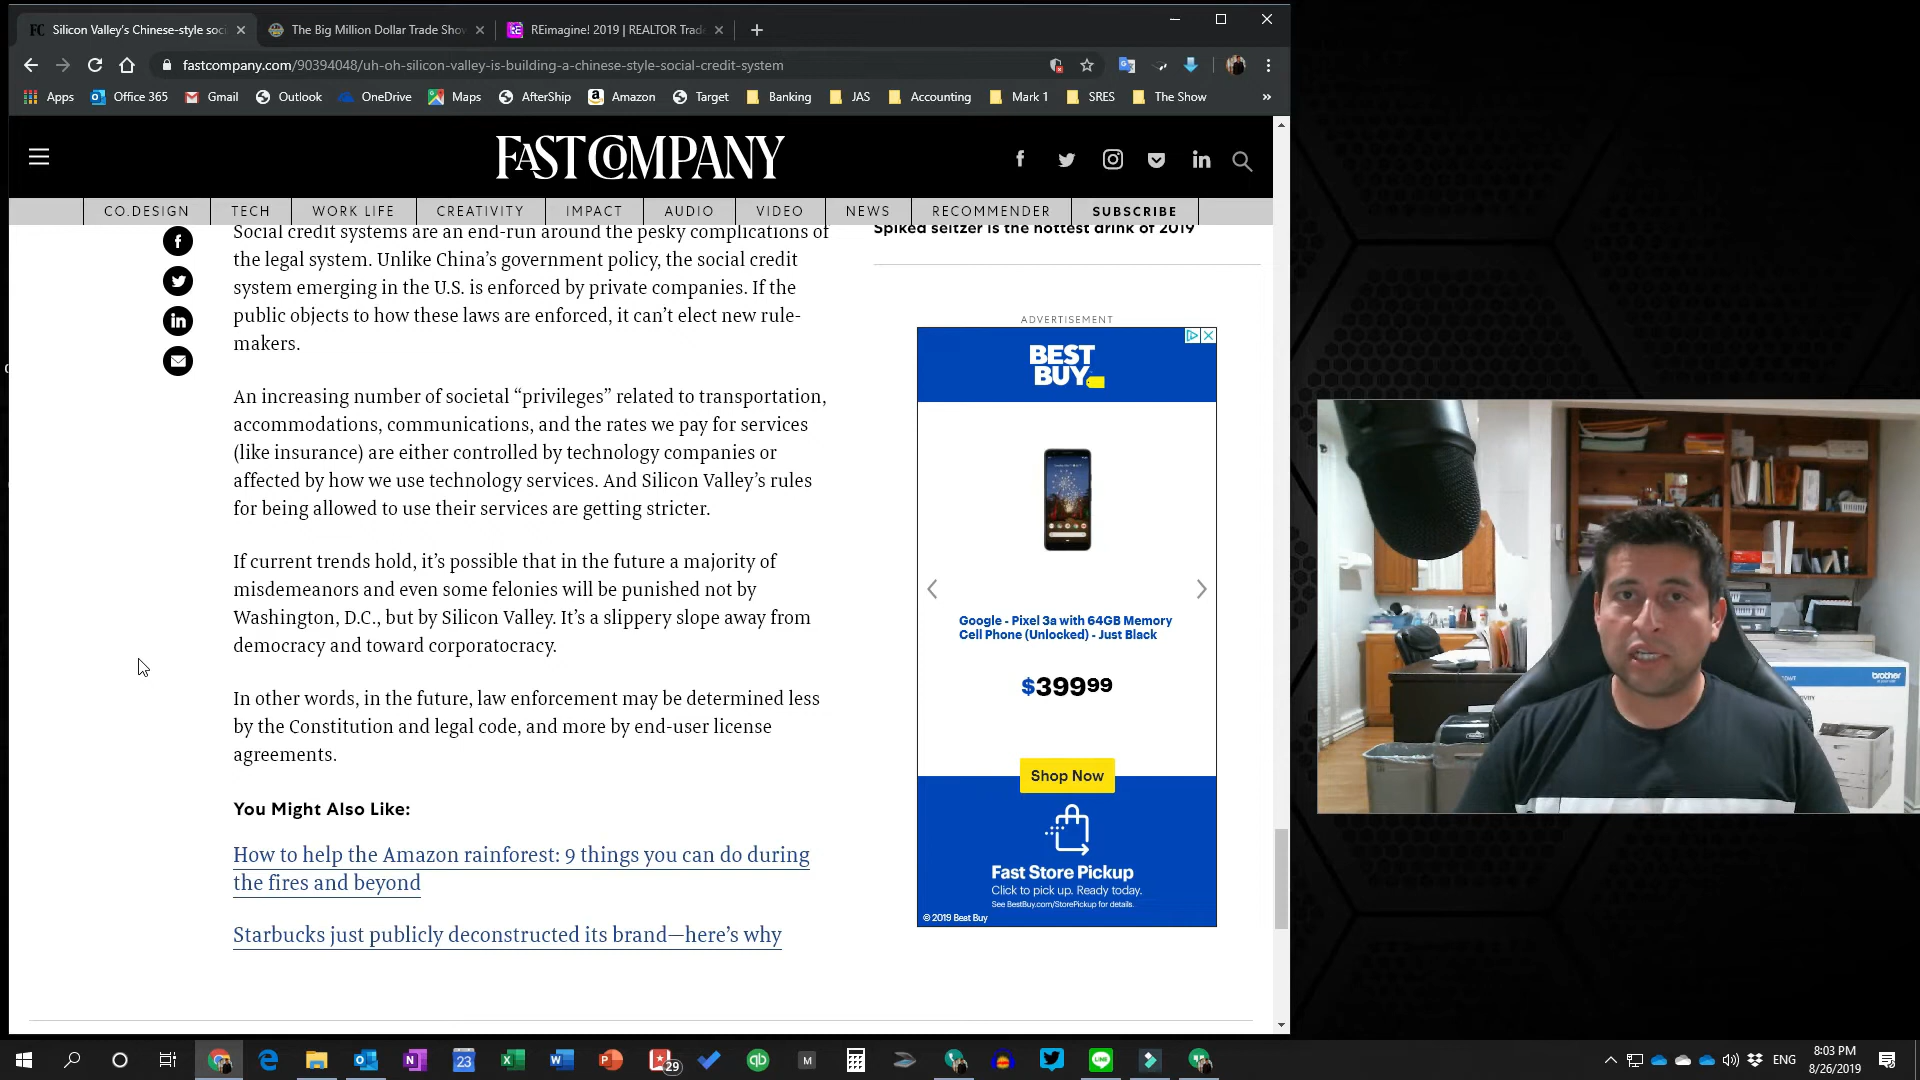 Silicon Valley's Chinese-style soci
The Big Million Dollar Trade Show
REimagine! 2019 | REALTOR Trade
fastcompany.com/90394048/uh-oh-silicon-valley-is-building-a-chinese-style-social-credit-system
Apps
Office 365
Gmail
Outlook
OneDrive
Maps
AfterShip
Amazon
Target
Banking
JAS
Accounting
Mark 1
SRES
The Show
FAST COMPANY
CO.DESIGN
TECH
WORK LIFE
CREATIVITY
IMPACT
AUDIO
VIDEO
NEWS
RECOMMENDER
SUBSCRIBE
Social credit systems are an end-run around the pesky complications of
the legal system. Unlike China's government policy, the social credit
system emerging in the U.S. is enforced by private companies. If the
public objects to how these laws are enforced, it can't elect new rule-
makers.
An increasing number of societal “privileges” related to transportation,
accommodations, communications, and the rates we pay for services
(like insurance) are either controlled by technology companies or
affected by how we use technology services. And Silicon Valley's rules
for being allowed to use their services are getting stricter.
If current trends hold, it's possible that in the future a majority of
misdemeanors and even some felonies will be punished not by
Washington, D.C., but by Silicon Valley. It's a slippery slope away from
democracy and toward corporatocracy.
In other words, in the future, law enforcement may be determined less
by the Constitution and legal code, and more by end-user license
agreements.
You Might Also Like:
How to help the Amazon rainforest: 9 things you can do during
the fires and beyond
Starbucks just publicly deconstructed its brand—here's why
Spiked seltzer is the hottest drink of 2019
ADVERTISEMENT
BEST
BUY
Google - Pixel 3a with 64GB Memory
Cell Phone (Unlocked) - Just Black
$39999
Shop Now
Fast Store Pickup
Click to pick up. Ready today.
See BestBuy.com/StorePickup for details.
© 2019 Best Buy
brother
23
29
ENG
8:03 PM
8/26/2019